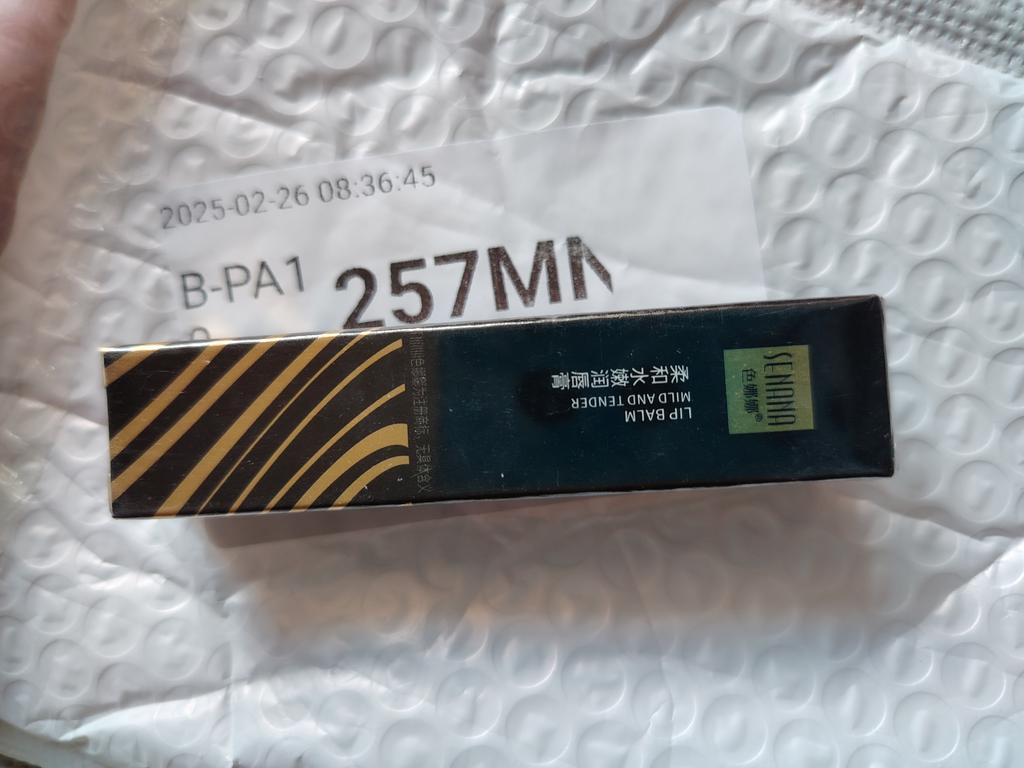 2025-02-26 08:36:45
B-PA1
257MN
SENANA
色娜娜®
柔和水嫩润唇膏
MILD AND TENDER
LIP BALM